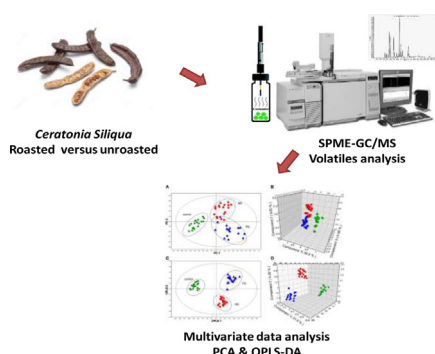 Ceratonia Siliqua
Roasted versus unroasted
SPME-GC/MS
Volatiles analysis
A
B
C
D
Multivariate data analysis
PCA & OPLS-DA